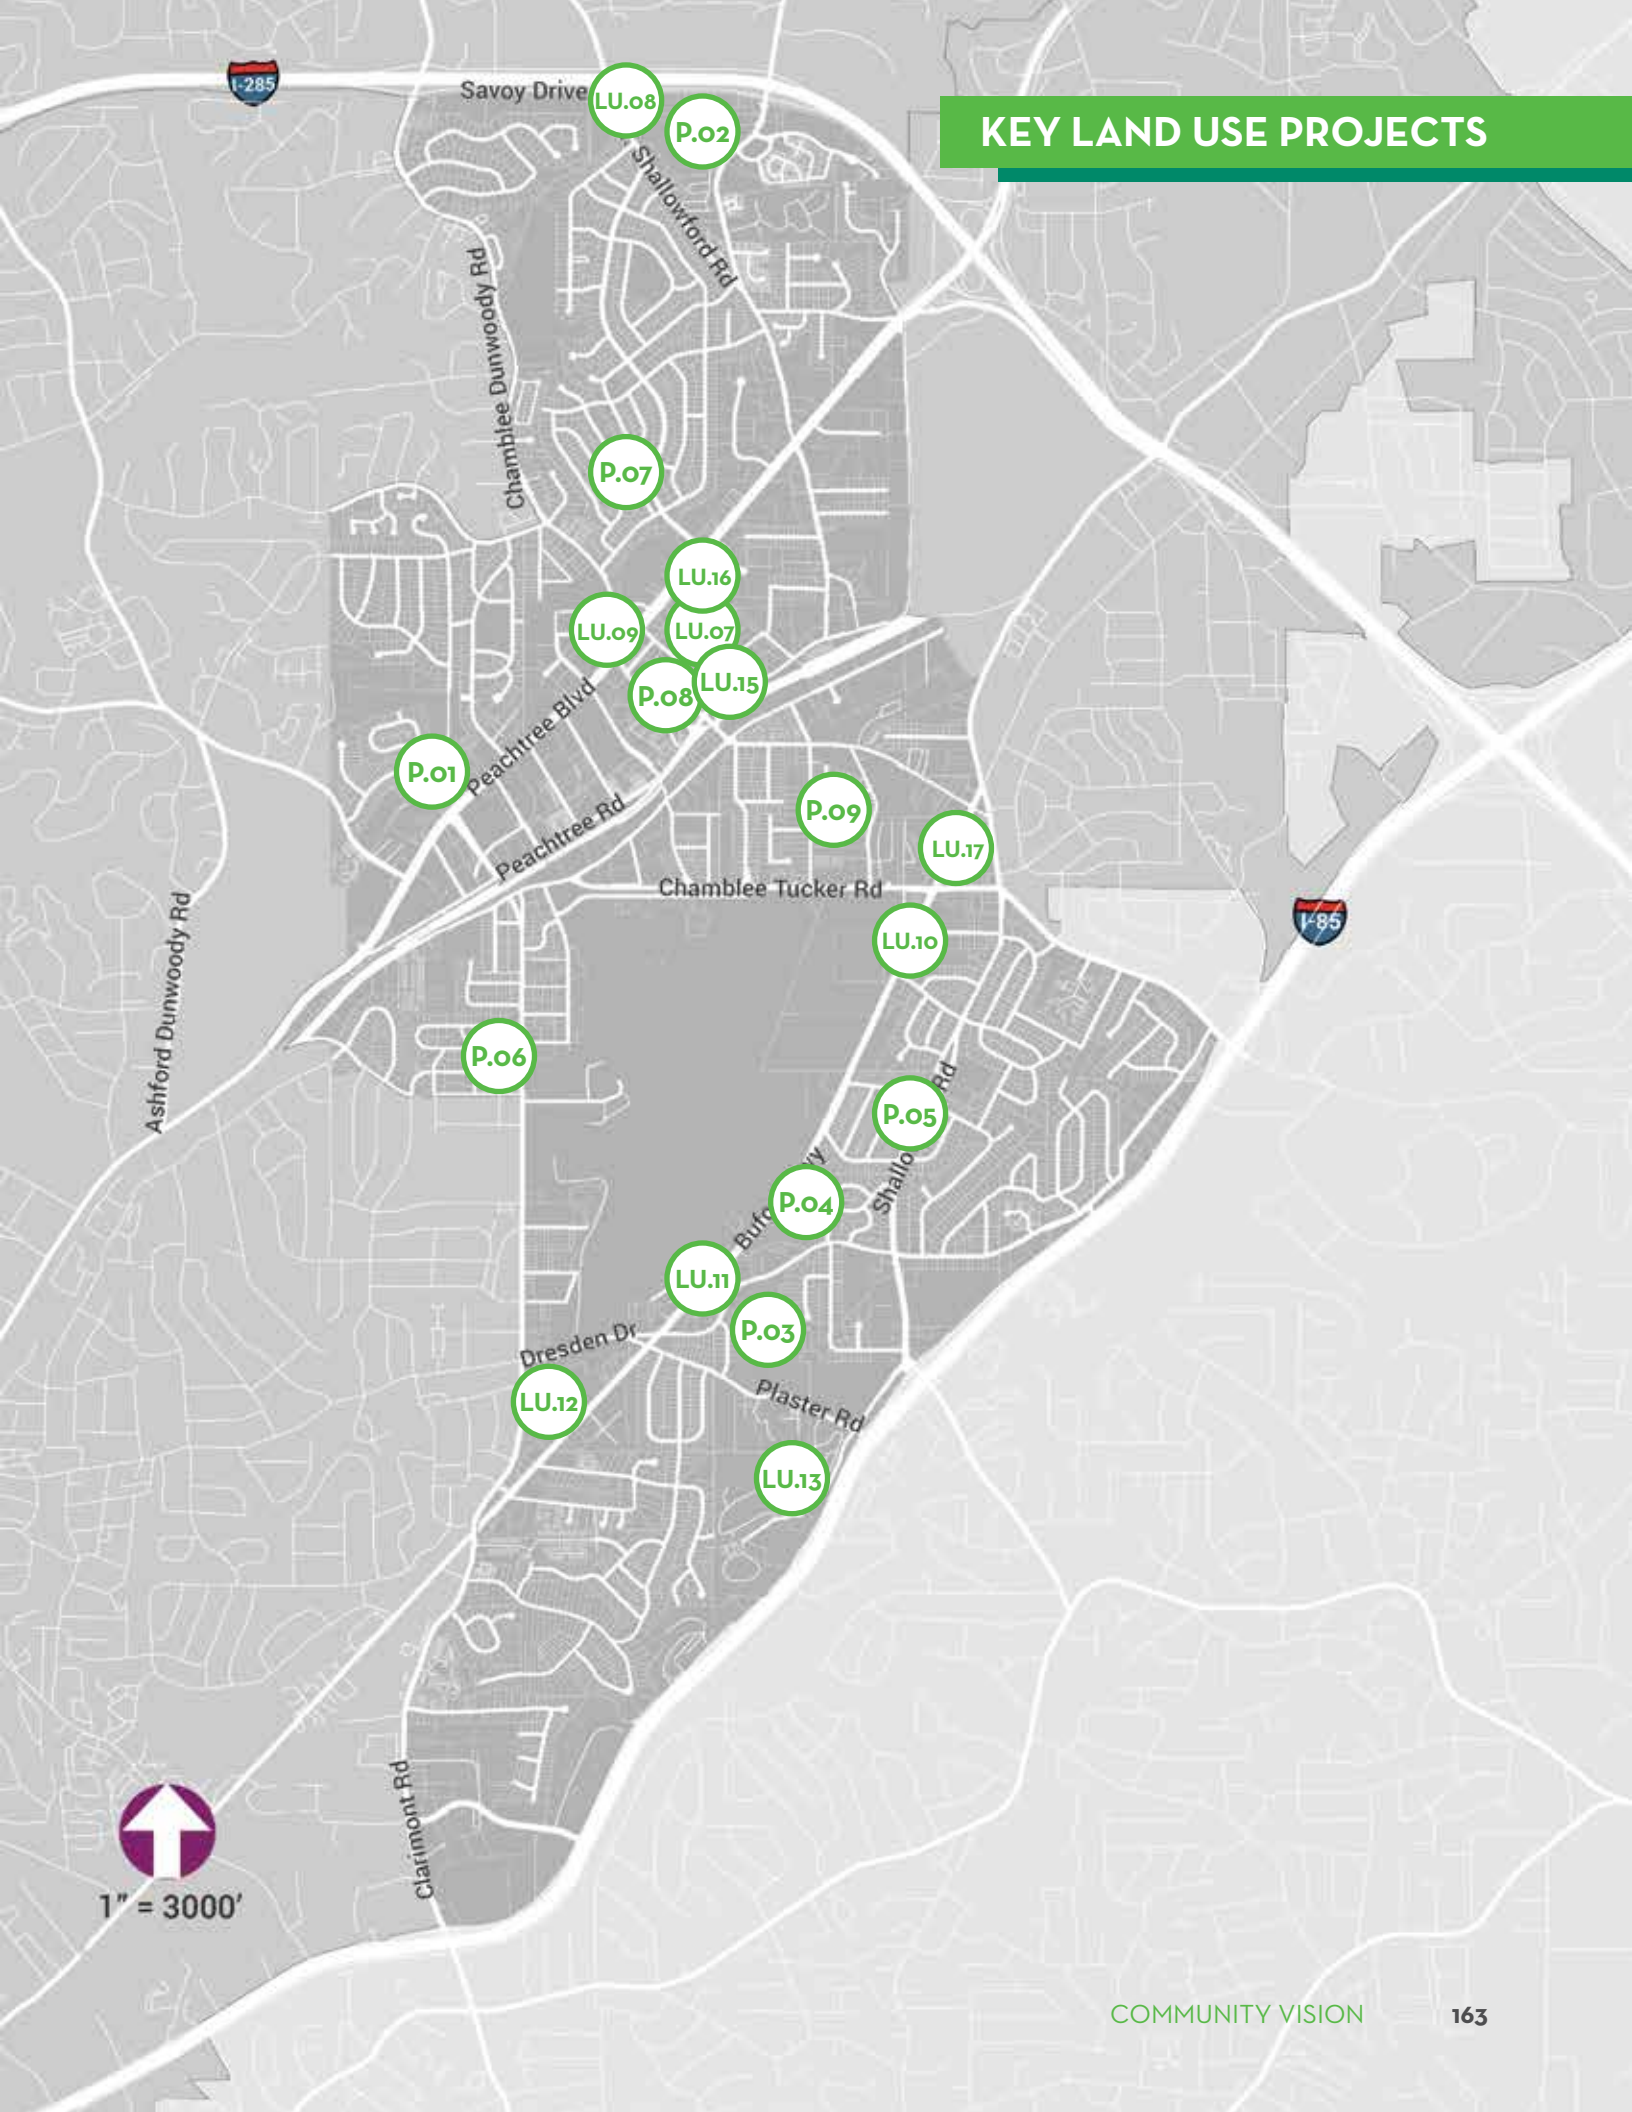 I-285
Savoy Drive
LU.08
P.02
KEY LAND USE PROJECTS
Shallowford Rd
Chamblee Dunwoody Rd
P.07
LU.16
LU.09
LU.07
LU.15
P.08
Peachtree Blvd
P.01
Peachtree Rd
P.09
LU.17
Chamblee Tucker Rd
I-85
Ashford Dunwoody Rd
LU.10
P.06
Rd
P.05
Shallo
P.04
Bufo
LU.11
P.03
Dresden Dr
LU.12
Plaster Rd
LU.13
Clarimont Rd
1" = 3000'
COMMUNITY VISION 163